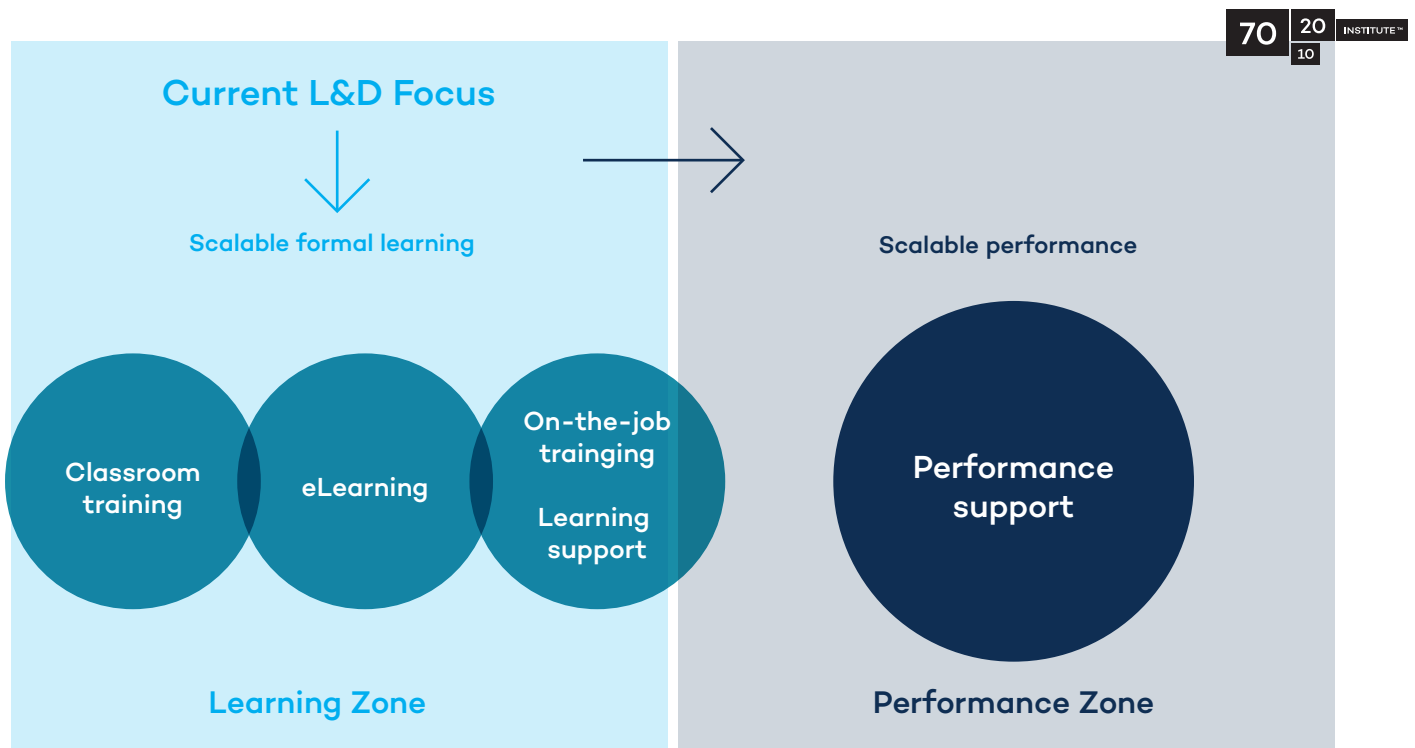 70
20
10
INSTITUTE™
Current L&D Focus
Scalable formal learning
Scalable performance
Classroom
training
eLearning
On-the-job
trainging
Learning
support
Performance
support
Learning Zone
Performance Zone